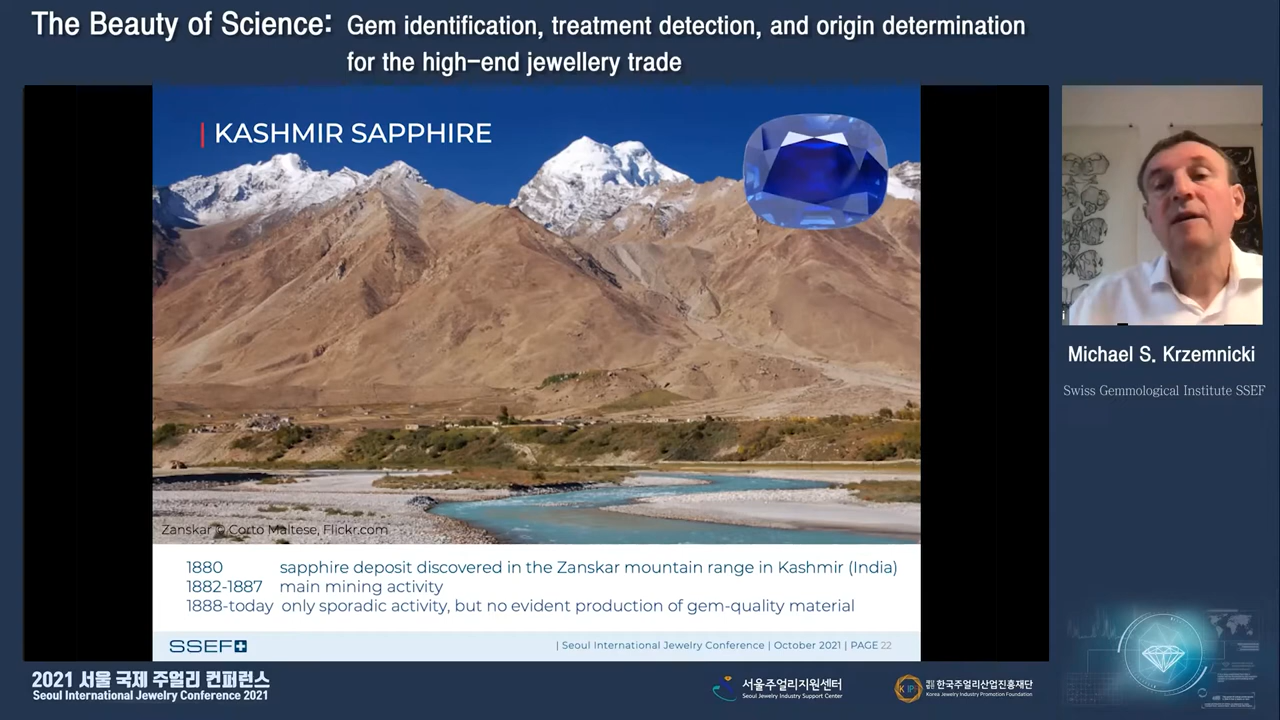 The Beauty of Science: Gem identification, treatment detection, and origin determination
for the high-end jewellery trade
| KASHMIR SAPPHIRE
Zanskar © Corto Maltese, Flickr.com
1880 sapphire deposit discovered in the Zanskar mountain range in Kashmir (India)
1882-1887 main mining activity
1888-today only sporadic activity, but no evident production of gem-quality material
SSEF
| Seoul International Jewelry Conference | October 2021 | PAGE 22
Michael S. Krzemnicki
Swiss Gemmological Institute SSEF
2021 서울 국제 주얼리 컨퍼런스
Seoul International Jewelry Conference 2021
서울주얼리지원센터
Seoul Jewelry Industry Support Center
재단법인 한국주얼리산업진흥재단
Korea Jewelry Industry Promotion Foundation